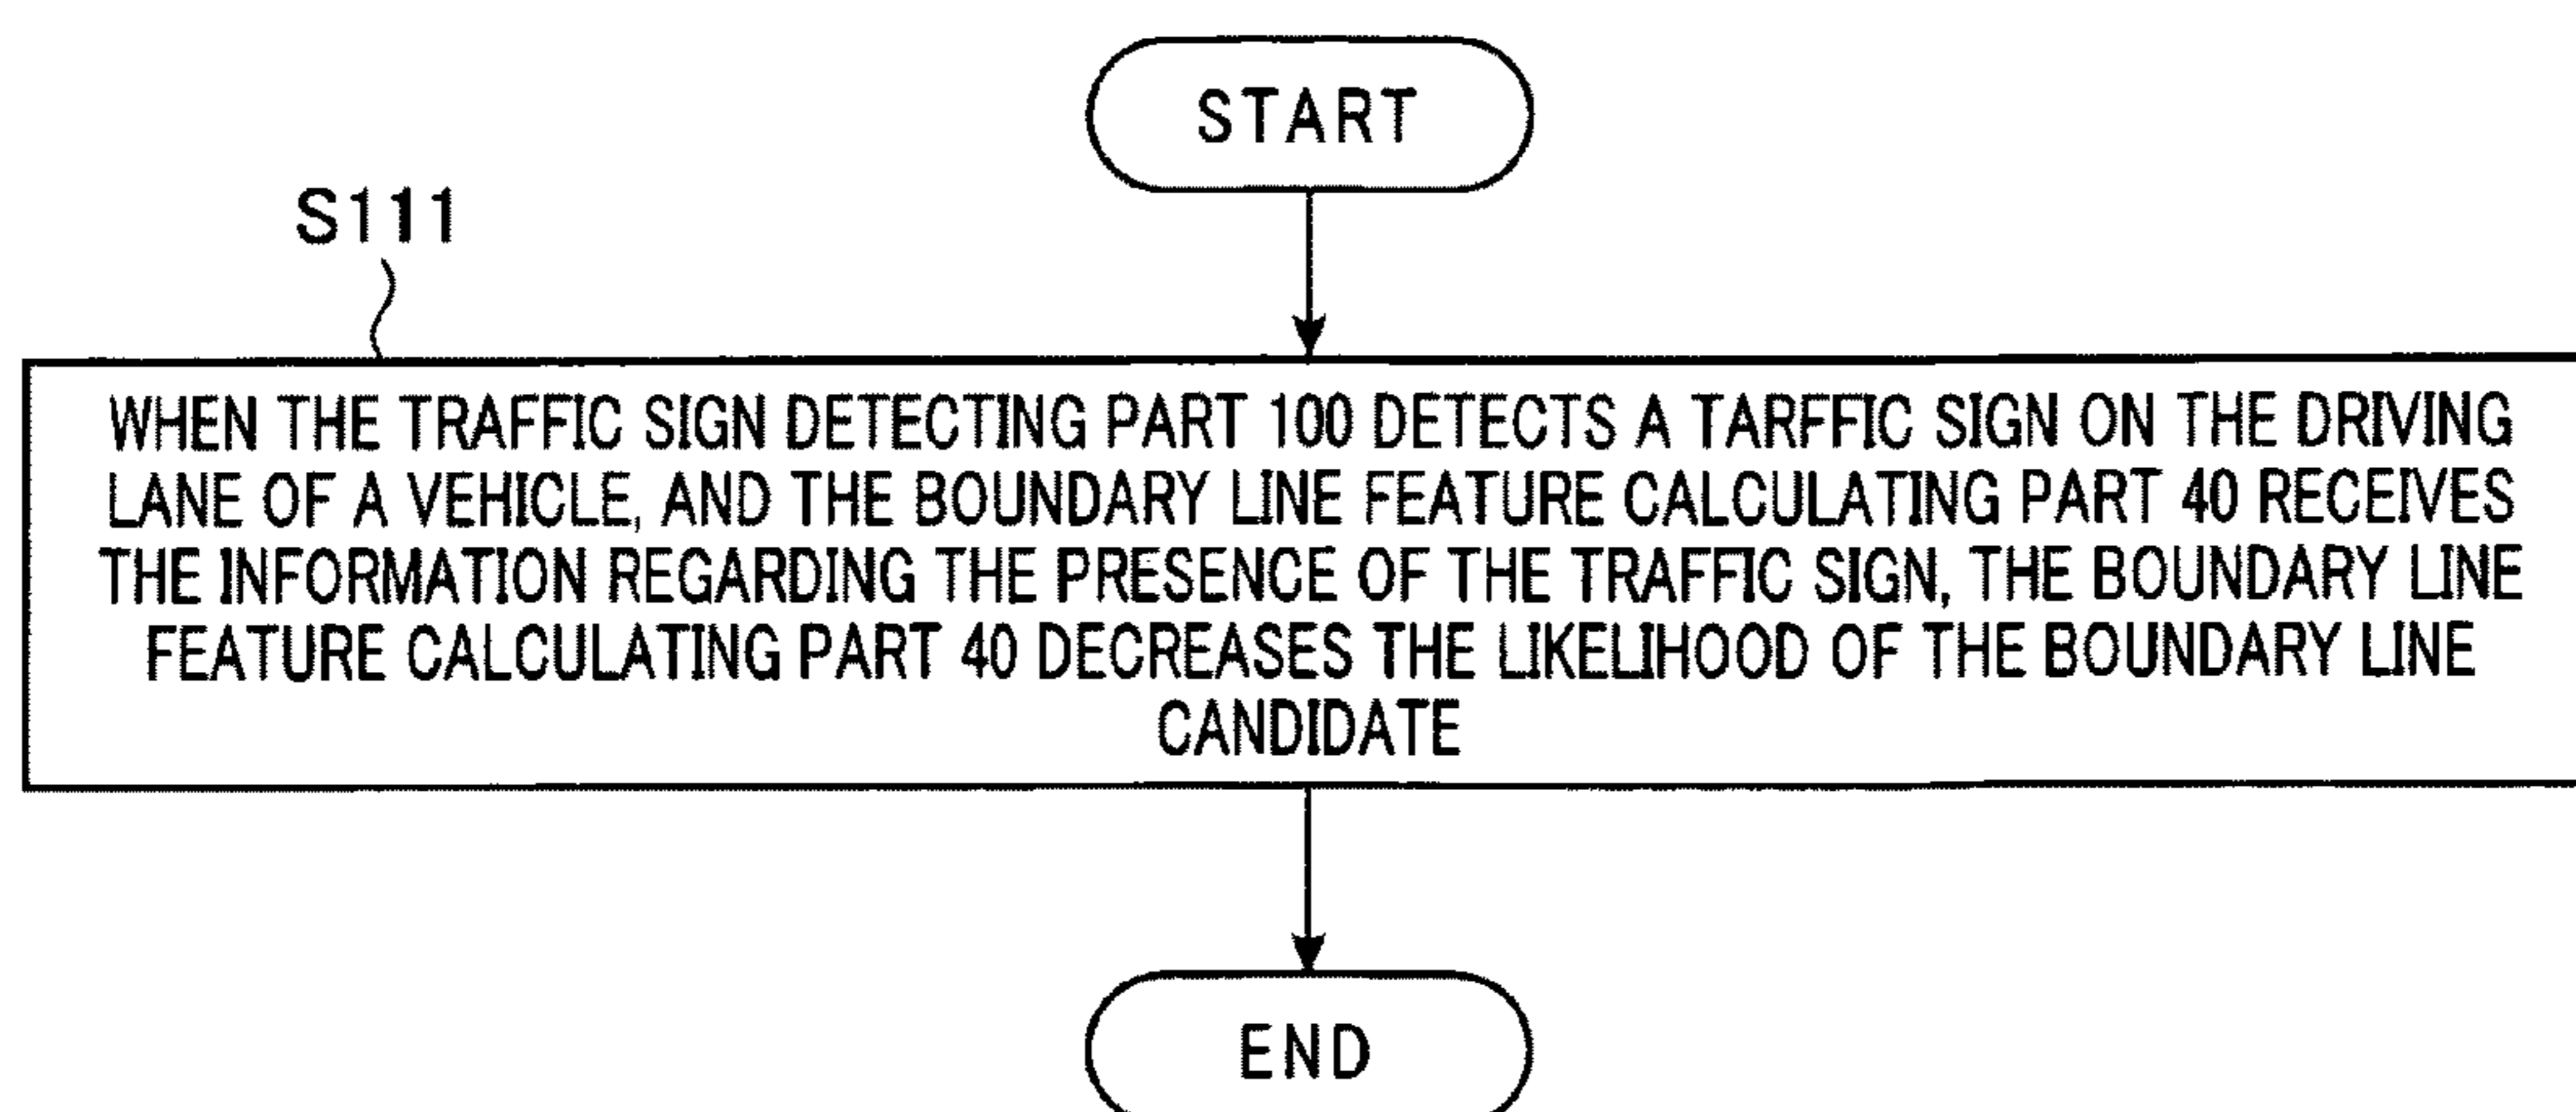 START
S111
WHEN THE TRAFFIC SIGN DETECTING PART 100 DETECTS A TARFFIC SIGN ON THE DRIVING
LANE OF A VEHICLE, AND THE BOUNDARY LINE FEATURE CALCULATING PART 40 RECEIVES
THE INFORMATION REGARDING THE PRESENCE OF THE TRAFFIC SIGN, THE BOUNDARY LINE
FEATURE CALCULATING PART 40 DECREASES THE LIKELIHOOD OF THE BOUNDARY LINE
CANDIDATE
END